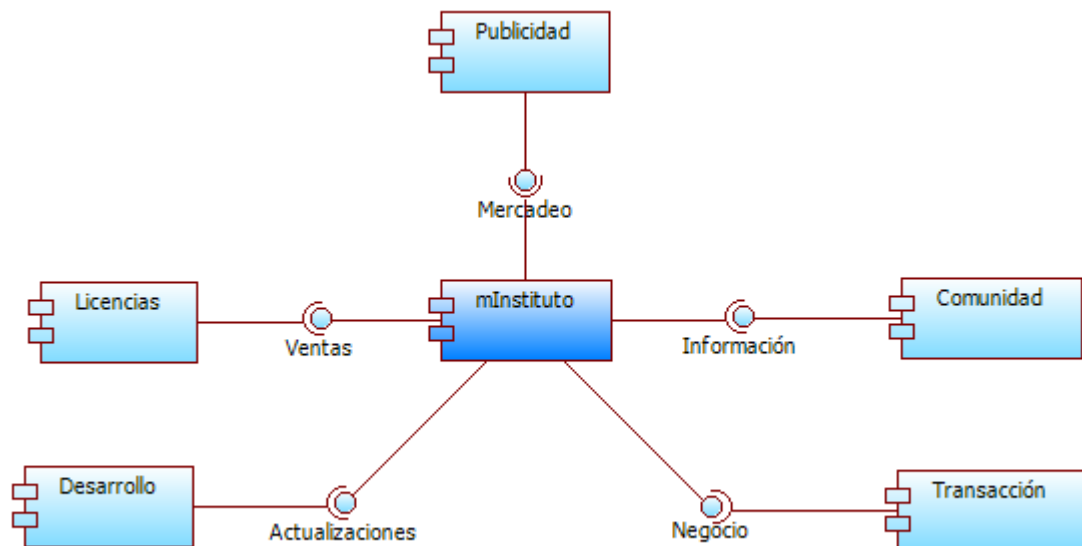 Publicidad
Mercadeo
Licencias
mInstituto
Comunidad
Ventas
Información
Desarrollo
Transacción
Actualizaciones
Negocio